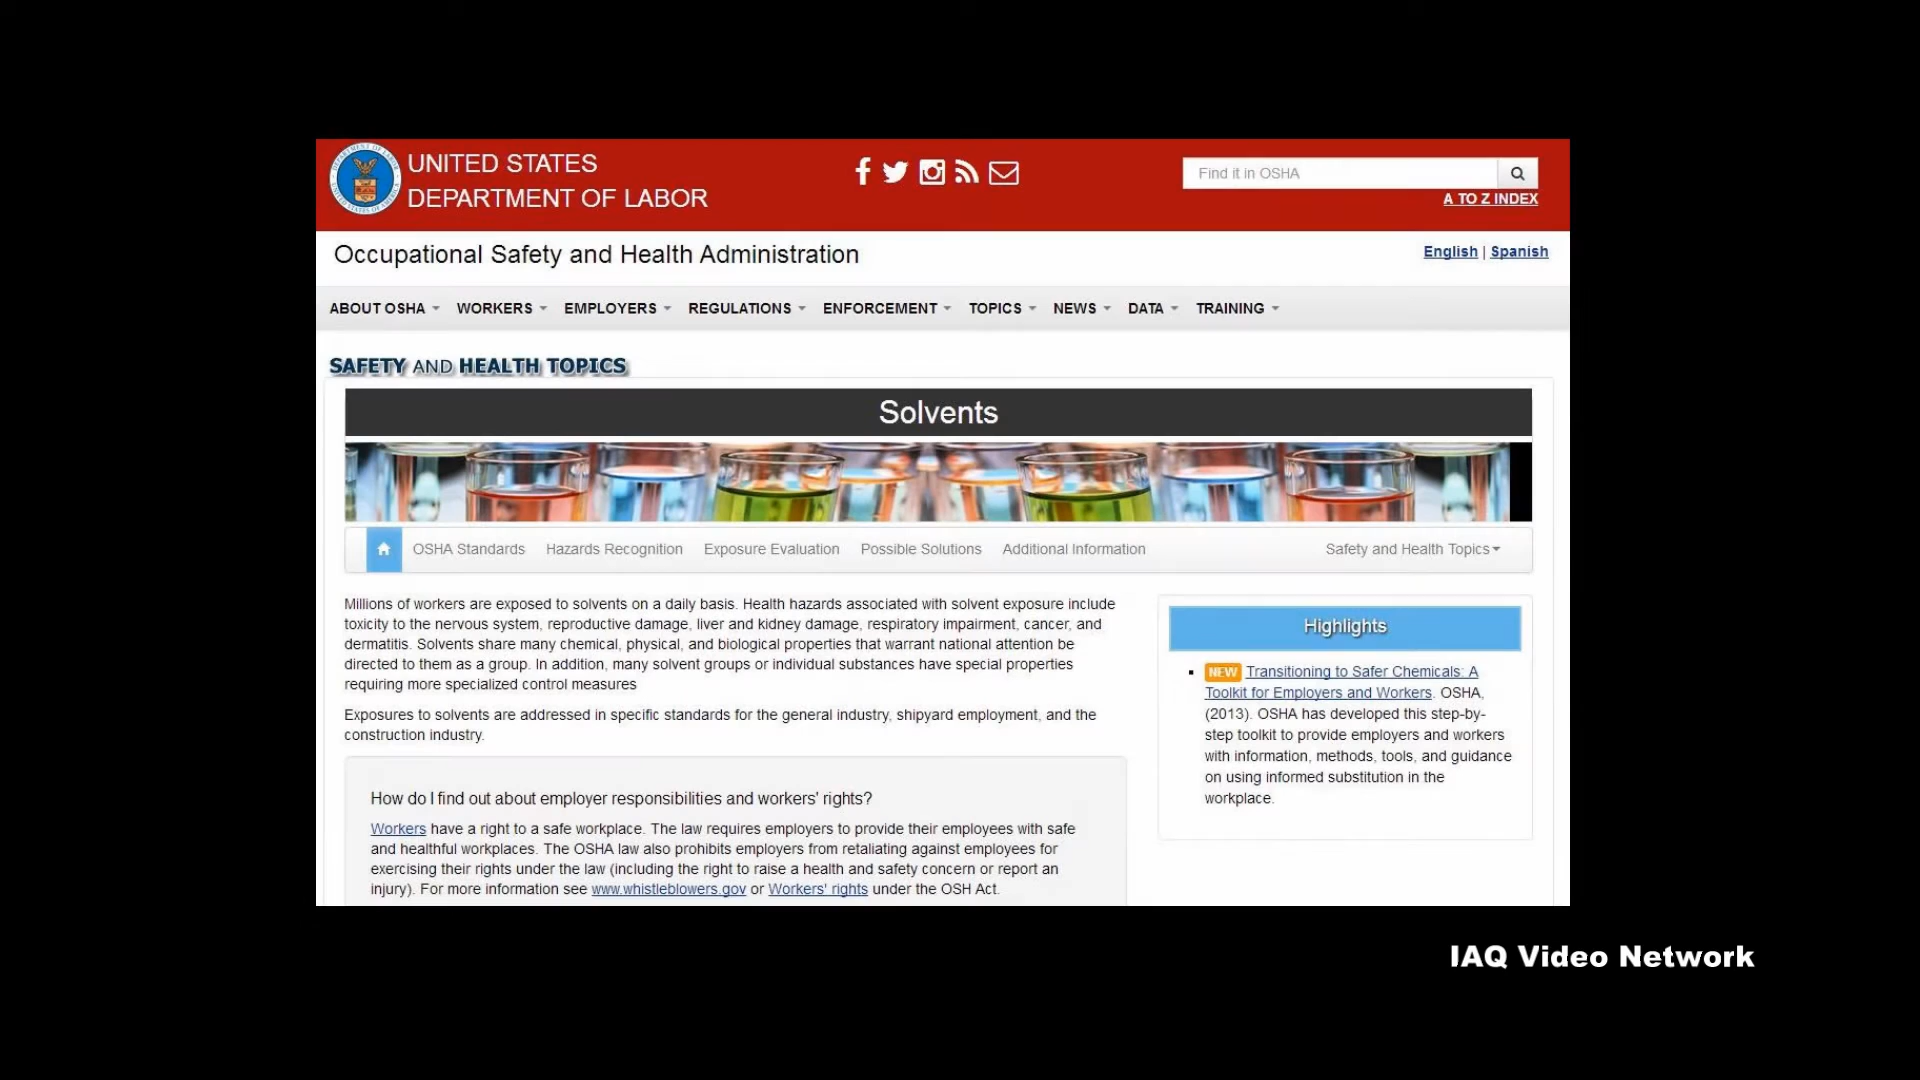 UNITED STATES
DEPARTMENT OF LABOR
Find it in OSHA
A TO Z INDEX
Occupational Safety and Health Administration
English | Spanish
ABOUT OSHA WORKERS EMPLOYERS REGULATIONS ENFORCEMENT TOPICS NEWS DATA TRAINING
SAFETY AND HEALTH TOPICS
Solvents
OSHA Standards Hazards Recognition Exposure Evaluation Possible Solutions Additional Information Safety and Health Topics
Millions of workers are exposed to solvents on a daily basis. Health hazards associated with solvent exposure include
toxicity to the nervous system, reproductive damage, liver and kidney damage, respiratory impairment, cancer, and
dermatitis. Solvents share many chemical, physical, and biological properties that warrant national attention be
directed to them as a group. In addition, many solvent groups or individual substances have special properties
requiring more specialized control measures
Exposures to solvents are addressed in specific standards for the general industry, shipyard employment, and the
construction industry.
How do I find out about employer responsibilities and workers' rights?
Workers have a right to a safe workplace. The law requires employers to provide their employees with safe
and healthful workplaces. The OSHA law also prohibits employers from retaliating against employees for
exercising their rights under the law (including the right to raise a health and safety concern or report an
injury). For more information see www.whistleblowers.gov or Workers' rights under the OSH Act.
Highlights
NEW Transitioning to Safer Chemicals: A
Toolkit for Employers and Workers. OSHA,
(2013). OSHA has developed this step-by-
step toolkit to provide employers and workers
with information, methods, tools, and guidance
on using informed substitution in the
workplace.
IAQ Video Network